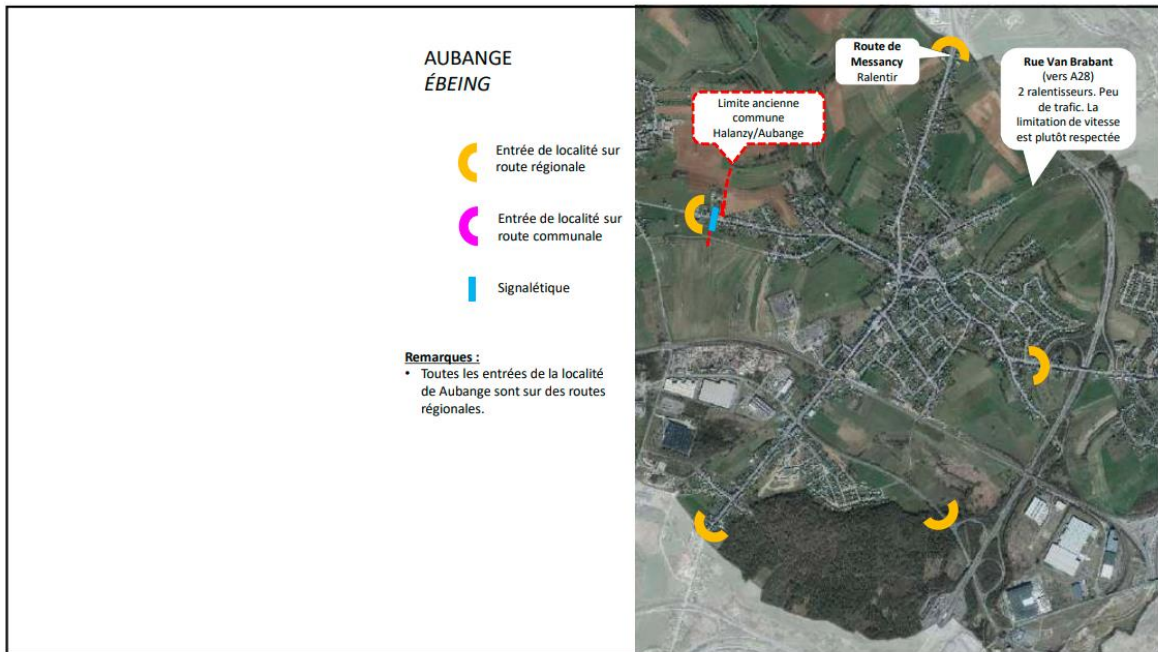 AUBANGE
ÉBEING
Entrée de localité sur
route régionale
Entrée de localité sur
route communale
Signalétique
Remarques :
• Toutes les entrées de la localité
de Aubange sont sur des routes
régionales.
Limite ancienne
commune
Halanzy/Aubange
Route de
Messancy
Ralentir
Rue Van Brabant
(vers A28)
2 ralentisseurs. Peu
de trafic. La
limitation de vitesse
est plutôt respectée